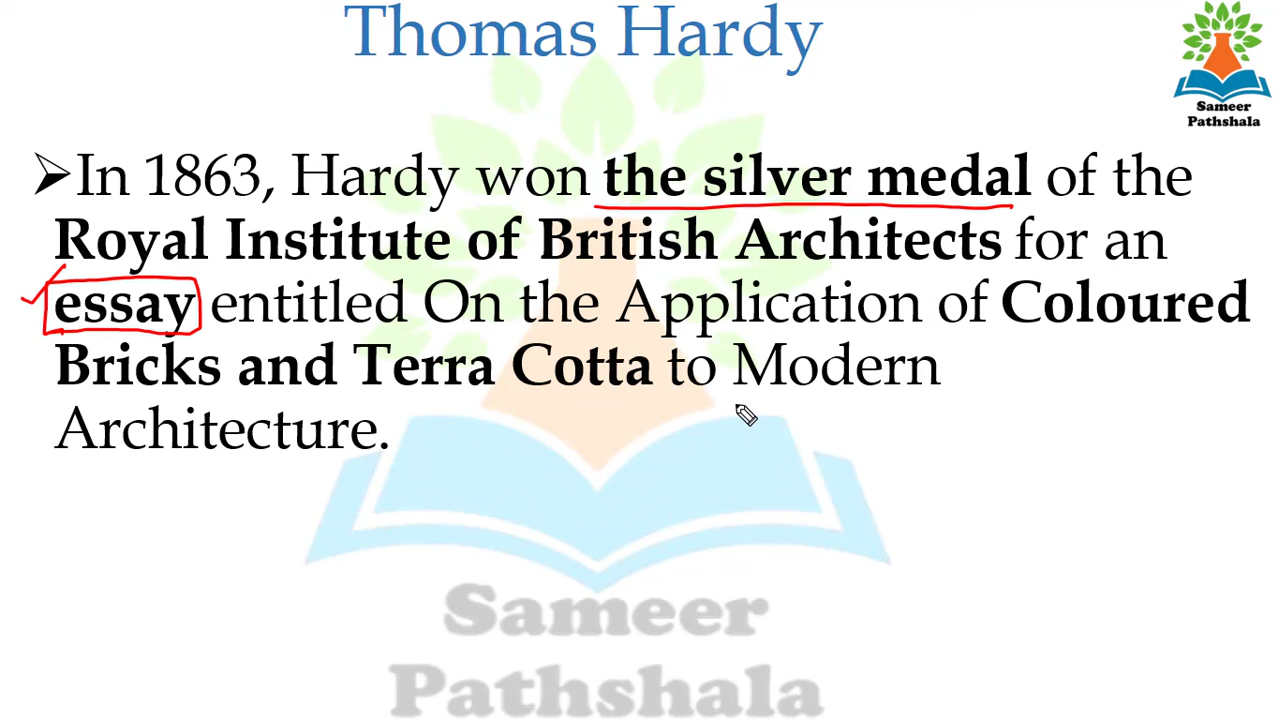 Thomas Hardy
Sameer
Pathshala
➢In 1863, Hardy won the silver medal of the
Royal Institute of British Architects for an
essay entitled On the Application of Coloured
Bricks and Terra Cotta to Modern
Architecture.
Sameer
Pathshala